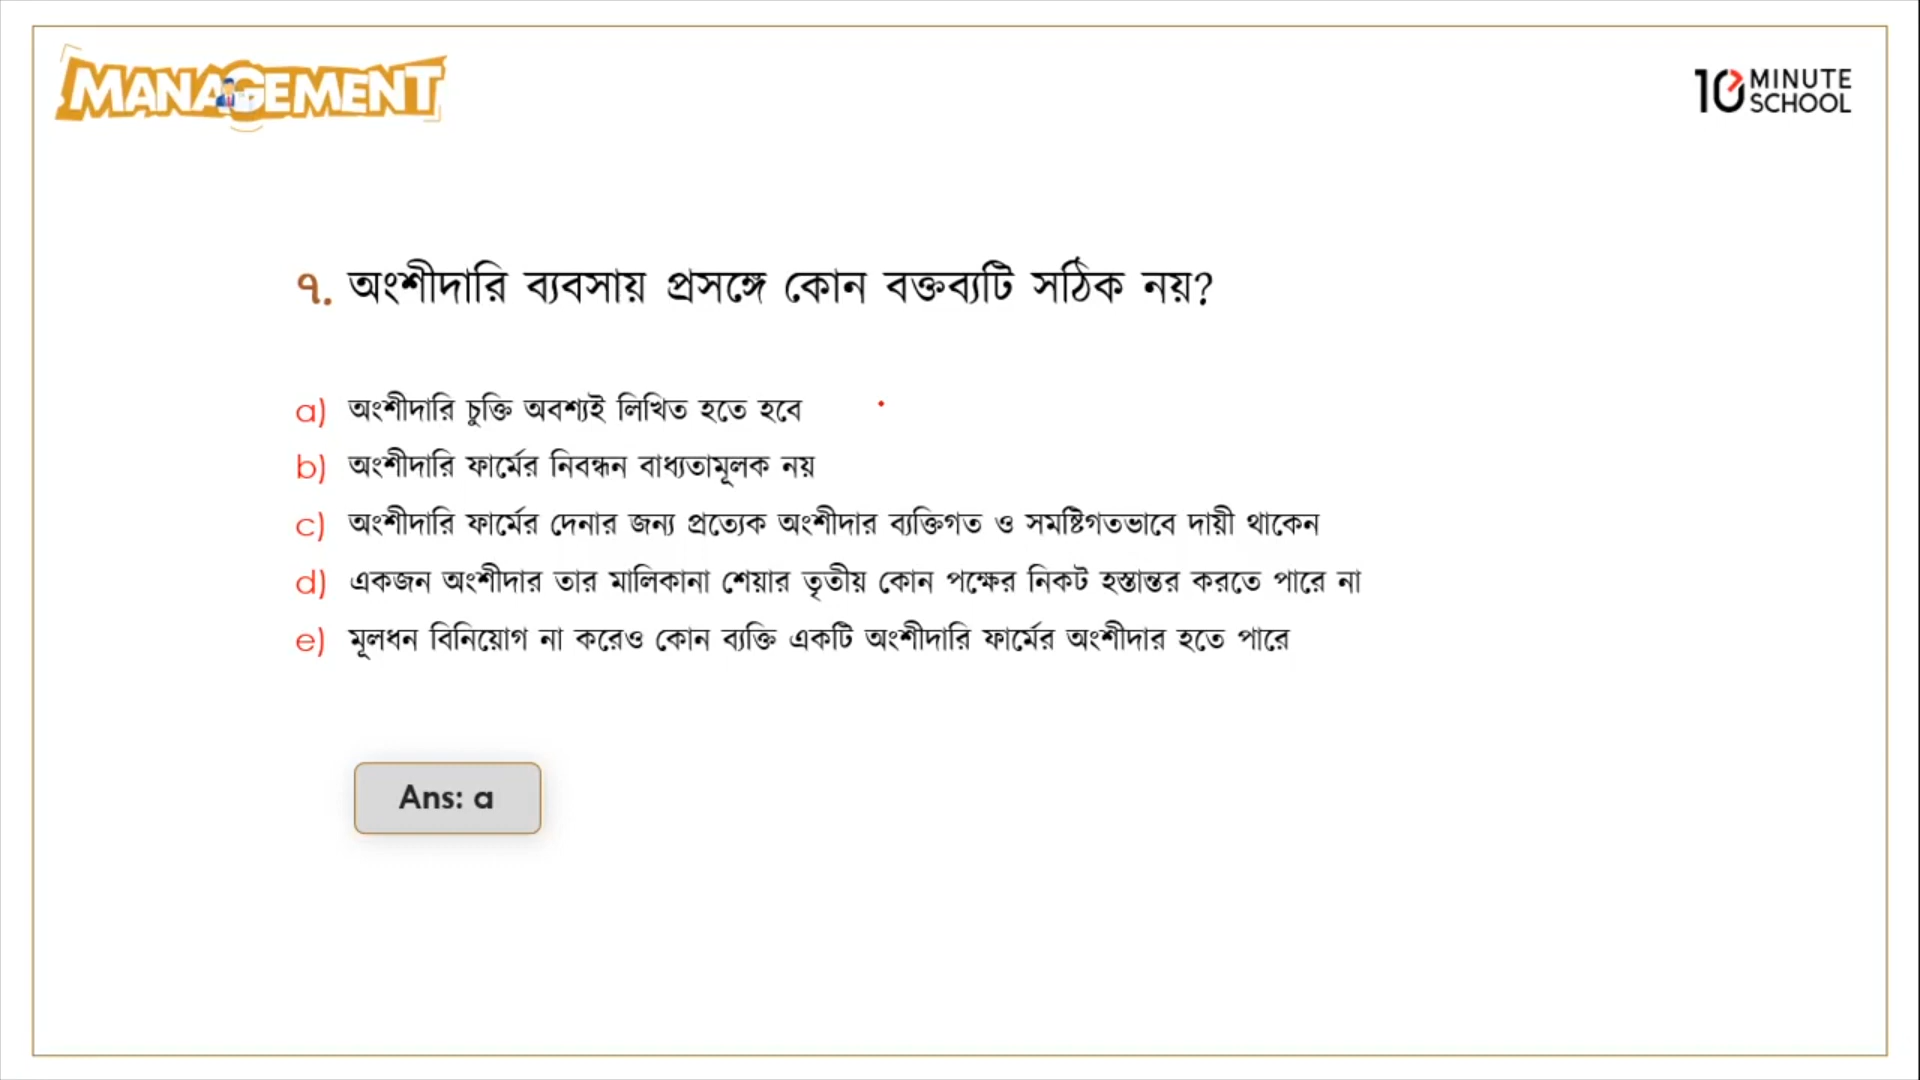 MANAGEMENT
10 MINUTE SCHOOL
৭. অংশীদারি ব্যবসায় প্রসঙ্গে কোন বক্তব্যটি সঠিক নয়?
a) অংশীদারি চুক্তি অবশ্যই লিখিত হতে হবে
b) অংশীদারি ফার্মের নিবন্ধন বাধ্যতামূলক নয়
c) অংশীদারি ফার্মের দেনার জন্য প্রত্যেক অংশীদার ব্যক্তিগত ও সমষ্টিগতভাবে দায়ী থাকেন
d) একজন অংশীদার তার মালিকানা শেয়ার তৃতীয় কোন পক্ষের নিকট হস্তান্তর করতে পারে না
e) মূলধন বিনিয়োগ না করেও কোন ব্যক্তি একটি অংশীদারি ফার্মের অংশীদার হতে পারে
Ans: a